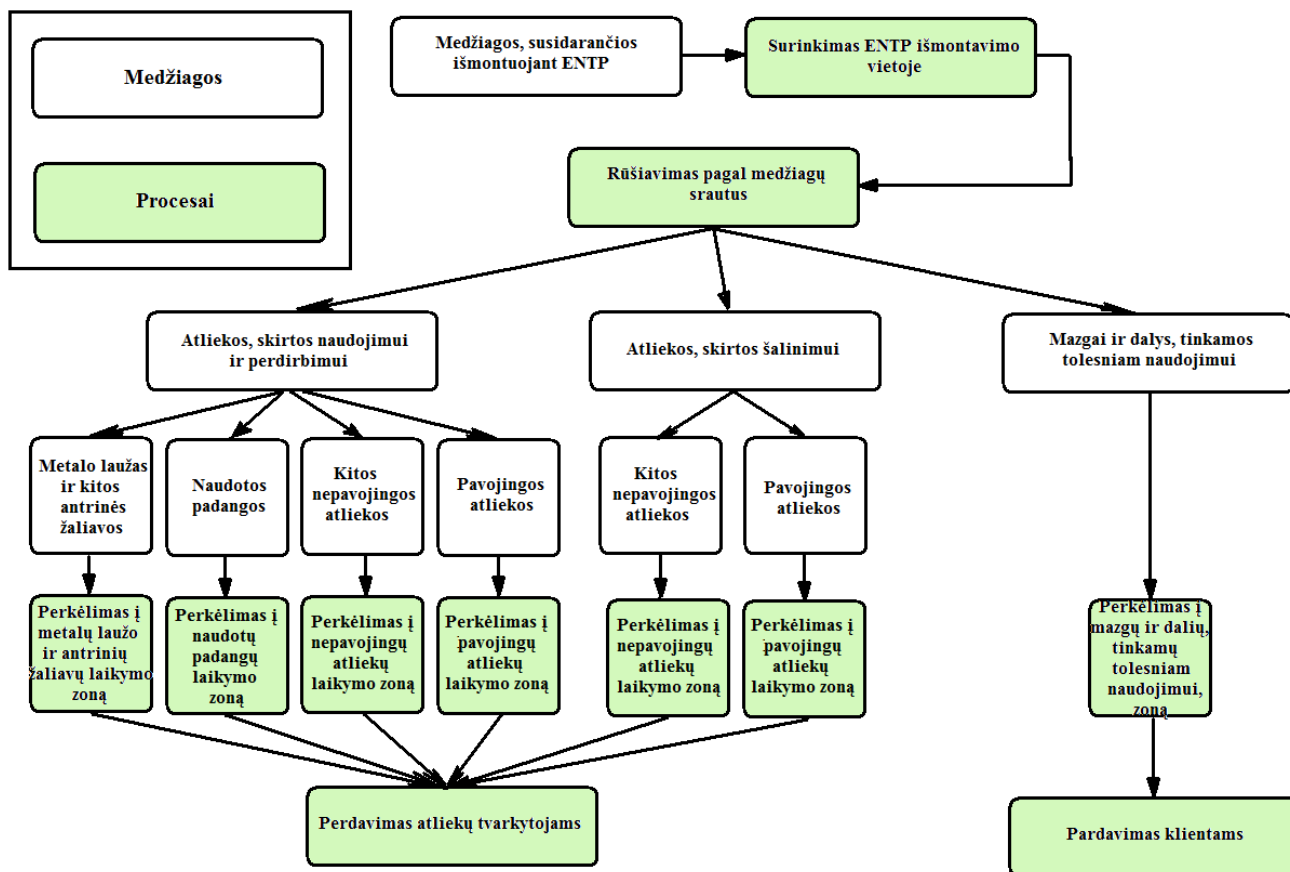 Medžiagos
Procesai
Medžiagos, susidarančios
išmontuojant ENTP
Surinkimas ENTP išmontavimo
vietoje
Rūšiavimas pagal medžiagų
srautus
Atliekos, skirtos naudojimui
ir perdirbimui
Atliekos, skirtos šalinimui
Mazgai ir dalys, tinkamos
tolesniam naudojimui
Metalo laužas
ir kitos
antrinės
žaliavos
Naudotos
padangos
Kitos
nepavojingos
atliekos
Pavojingos
atliekos
Kitos
nepavojingos
atliekos
Pavojingos
atliekos
Perkėlimas į
metalų laužo
ir antrinių
žaliavų laikymo
zoną
Perkėlimas į
naudotų
padangų
laikymo
zoną
Perkėlimas į
nepavojingų
atliekų
laikymo zoną
Perkėlimas į
pavojingų
atliekų
laikymo zoną
Perkėlimas į
nepavojingų
atliekų
laikymo zoną
Perkėlimas į
pavojingų
atliekų
laikymo zoną
Perkėlimas į
mazgų ir dalių,
tinkamų
tolesniam
naudojimui,
zoną
Perdavimas atliekų tvarkytojams
Pardavimas klientams